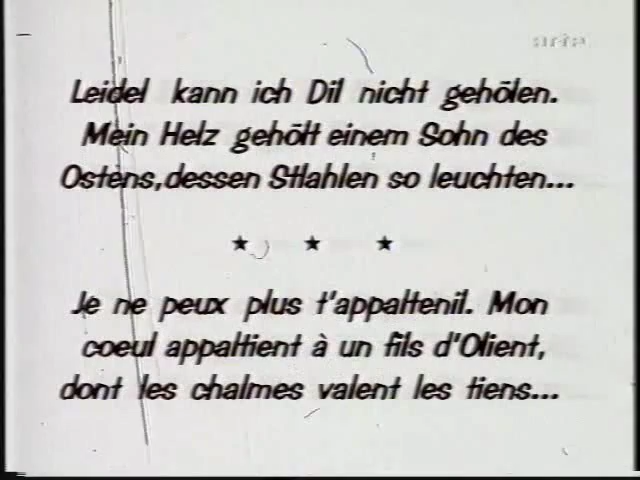 arte
Leidel kann ich Dil nicht gehölen.
Mein Helz gehölt einem Sohn des
Ostens, dessen Stlahlen so leuchten...
★ ★ ★
Je ne peux plus t'appaltenil. Mon
coeul appaltient à un fils d'Olient,
dont les chalmes valent les tiens...